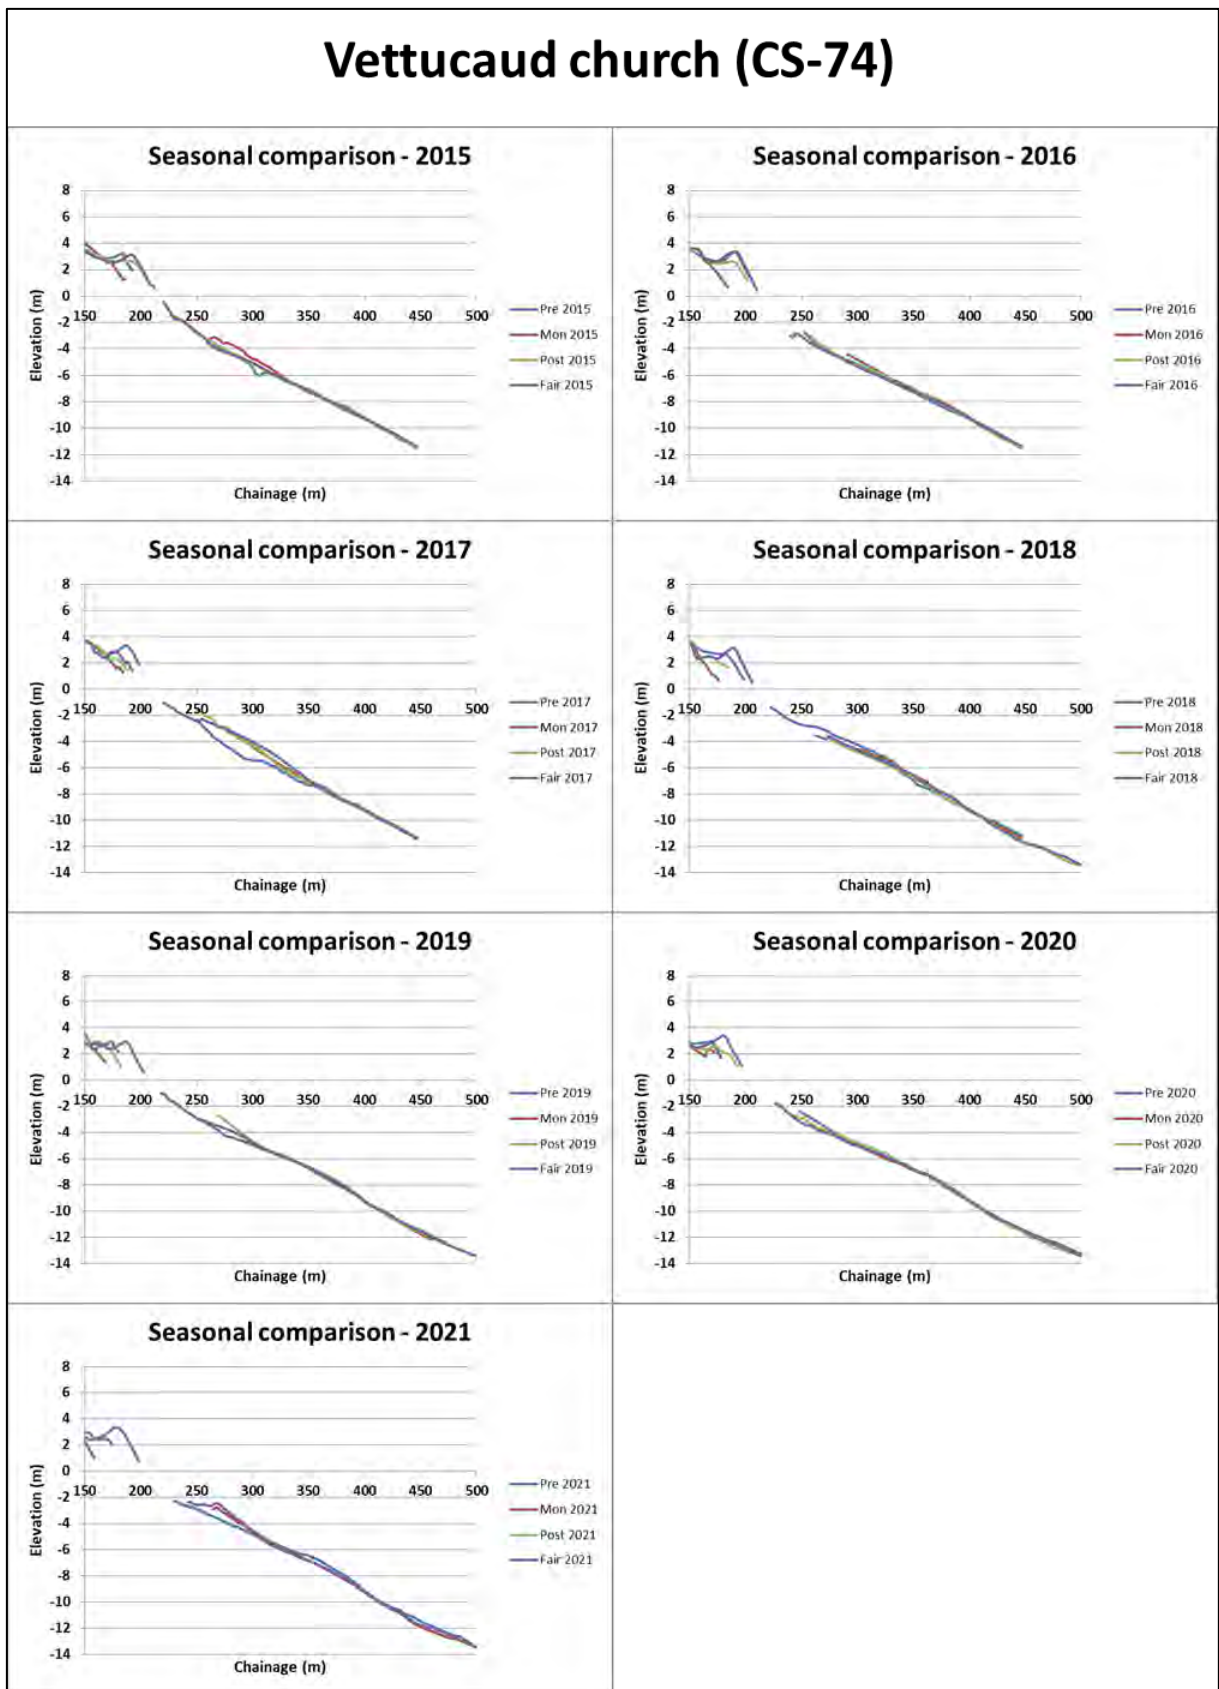 Vettucaud church (CS-74)
Seasonal comparison - 2015
8
6
4
2
0
-2
-4
-6
-8
-10
-12
-14
150 200 250 300 350 400 450 500
Elevation (m)
Chainage (m)
Pre 2015
Mon 2015
Post 2015
Fair 2015
Seasonal comparison - 2016
8
6
4
2
0
-2
-4
-6
-8
-10
-12
-14
150 200 250 300 350 400 450 500
Elevation (m)
Chainage (m)
Pre 2016
Mon 2016
Post 2016
Fair 2016
Seasonal comparison - 2017
8
6
4
2
0
-2
-4
-6
-8
-10
-12
-14
150 200 250 300 350 400 450 500
Elevation (m)
Chainage (m)
Pre 2017
Mon 2017
Post 2017
Fair 2017
Seasonal comparison - 2018
8
6
4
2
0
-2
-4
-6
-8
-10
-12
-14
150 200 250 300 350 400 450 500
Elevation (m)
Chainage (m)
Pre 2018
Mon 2018
Post 2018
Fair 2018
Seasonal comparison - 2019
8
6
4
2
0
-2
-4
-6
-8
-10
-12
-14
150 200 250 300 350 400 450 500
Elevation (m)
Chainage (m)
Pre 2019
Mon 2019
Post 2019
Fair 2019
Seasonal comparison - 2020
8
6
4
2
0
-2
-4
-6
-8
-10
-12
-14
150 200 250 300 350 400 450 500
Elevation (m)
Chainage (m)
Pre 2020
Mon 2020
Post 2020
Fair 2020
Seasonal comparison - 2021
8
6
4
2
0
-2
-4
-6
-8
-10
-12
-14
150 200 250 300 350 400 450 500
Elevation (m)
Chainage (m)
Pre 2021
Mon 2021
Post 2021
Fair 2021